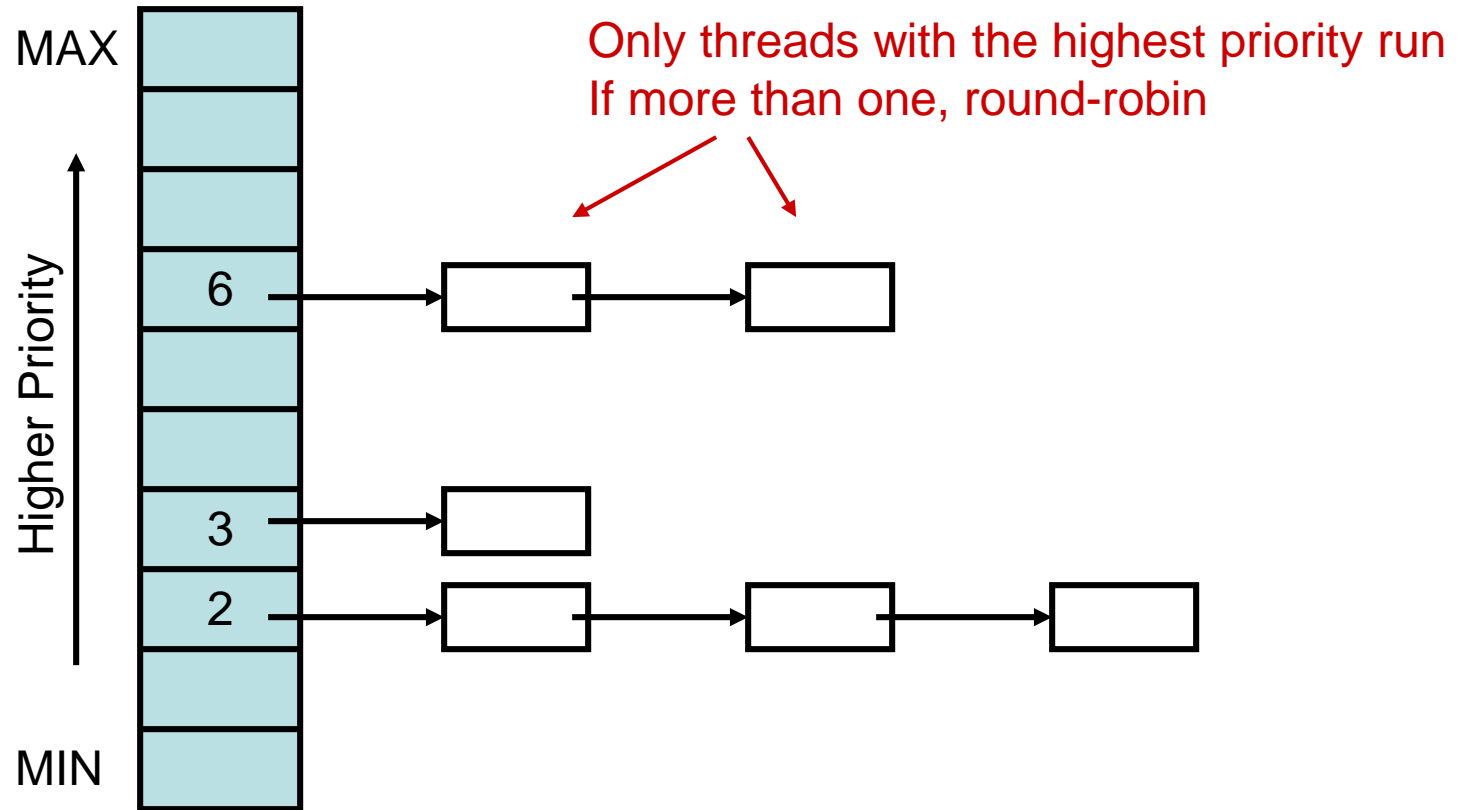 MAX
Only threads with the highest priority run
If more than one, round-robin
Higher Priority
6
3
2
MIN